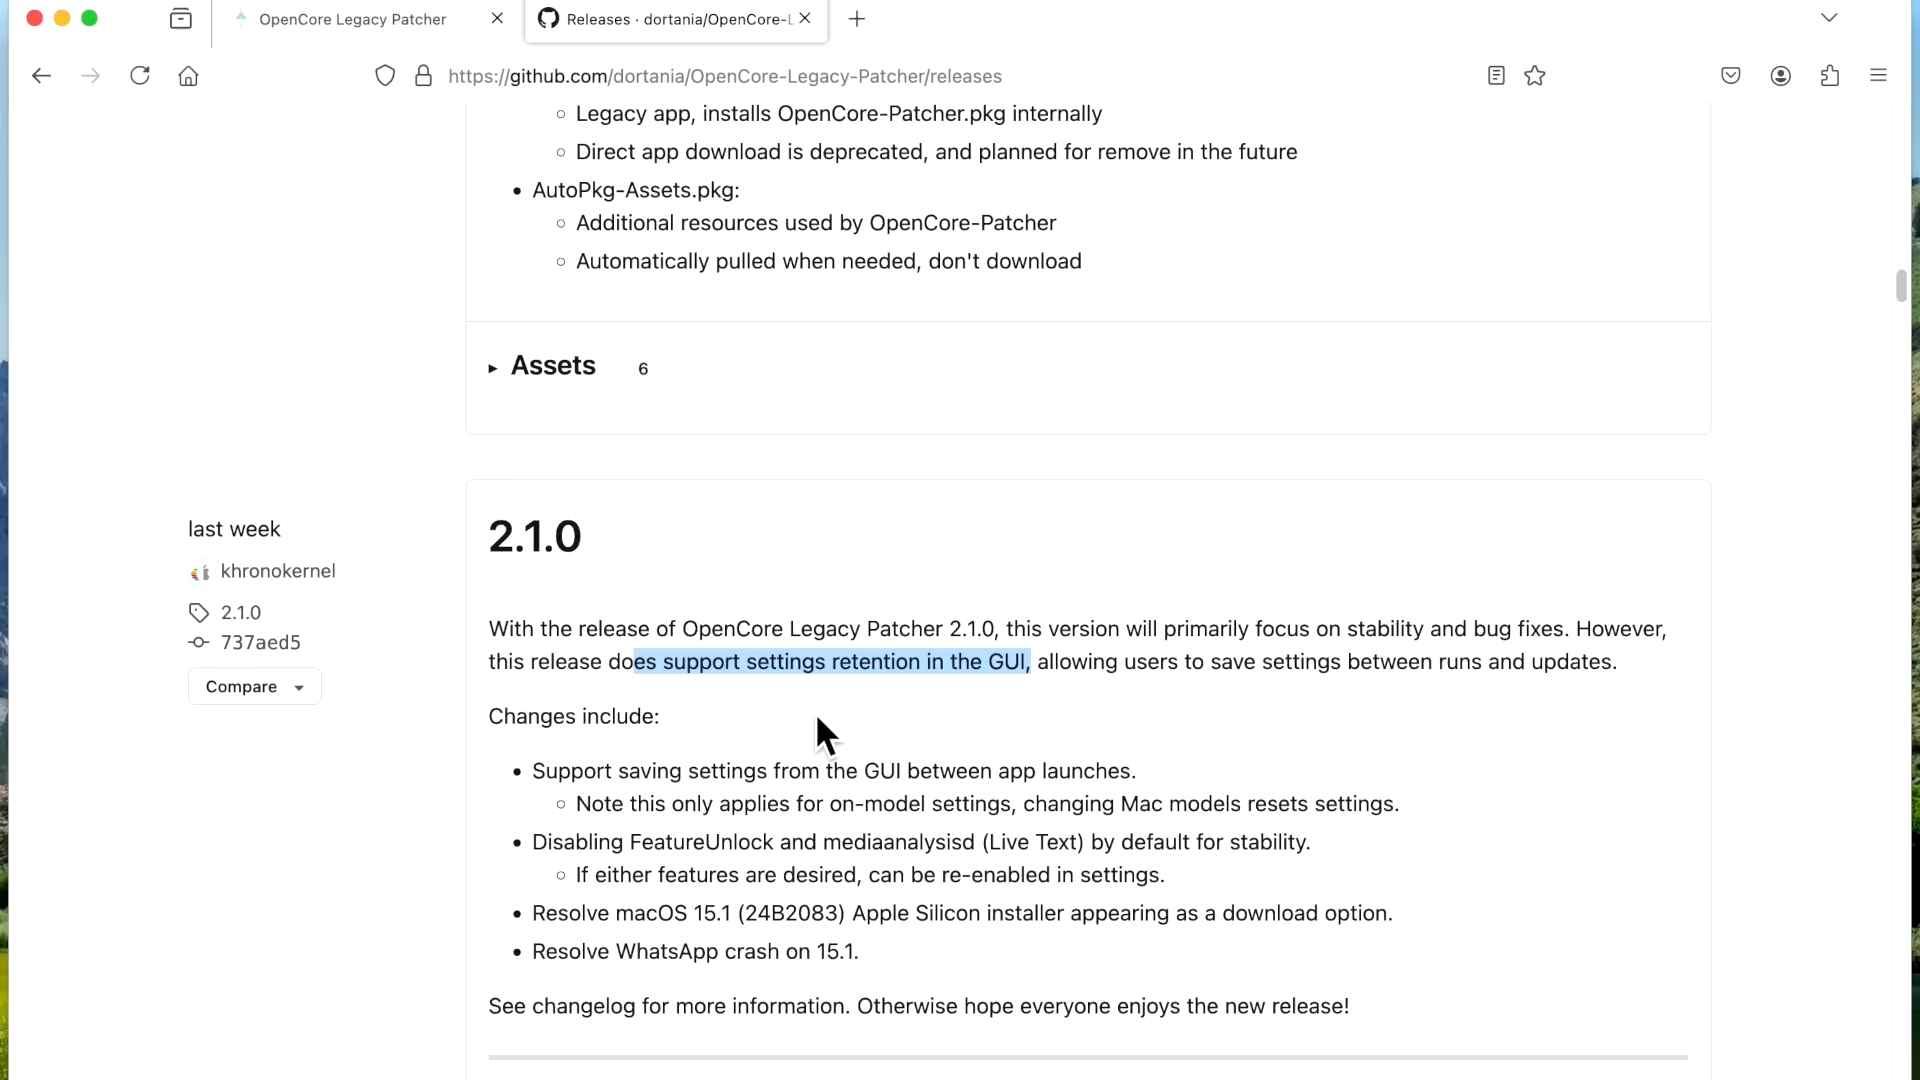 OpenCore Legacy Patcher
Releases · dortania/OpenCore-L
https://github.com/dortania/OpenCore-Legacy-Patcher/releases
◦ Legacy app, installs OpenCore-Patcher.pkg internally
◦ Direct app download is deprecated, and planned for remove in the future
• AutoPkg-Assets.pkg:
◦ Additional resources used by OpenCore-Patcher
◦ Automatically pulled when needed, don't download
Assets 6
last week
khronokernel
2.1.0
737aed5
Compare
2.1.0
With the release of OpenCore Legacy Patcher 2.1.0, this version will primarily focus on stability and bug fixes. However,
this release does support settings retention in the GUI, allowing users to save settings between runs and updates.
Changes include:
• Support saving settings from the GUI between app launches.
◦ Note this only applies for on-model settings, changing Mac models resets settings.
• Disabling FeatureUnlock and mediaanalysisd (Live Text) by default for stability.
◦ If either features are desired, can be re-enabled in settings.
• Resolve macOS 15.1 (24B2083) Apple Silicon installer appearing as a download option.
• Resolve WhatsApp crash on 15.1.
See changelog for more information. Otherwise hope everyone enjoys the new release!